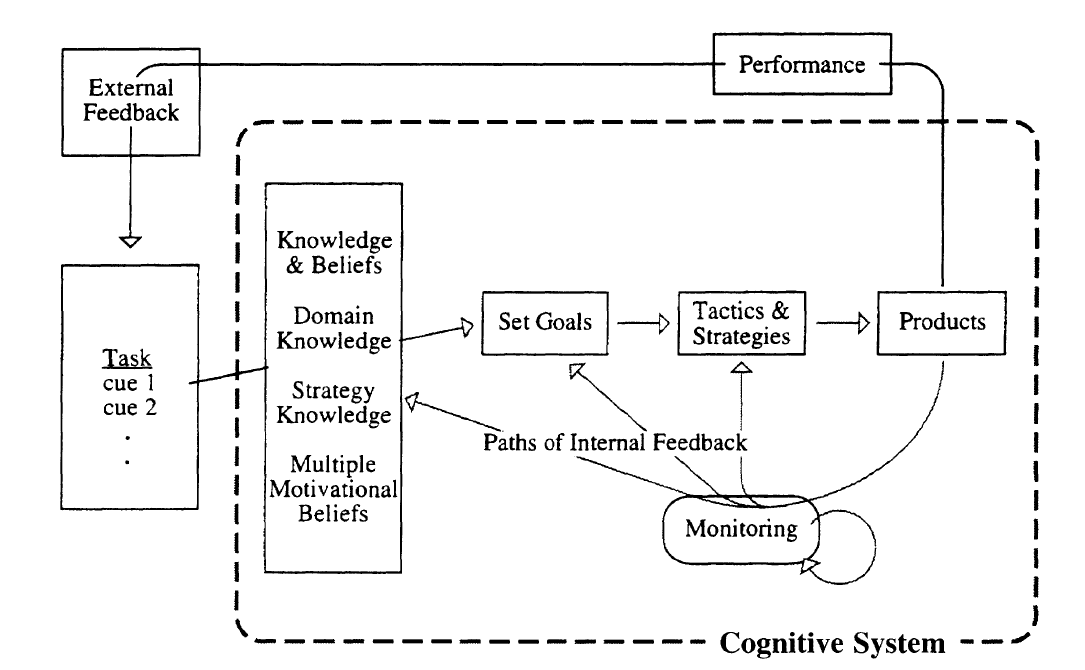 Performance
External
Feedback
Knowledge
& Beliefs
Domain
Knowledge
Set Goals
Tactics &
Strategies
Products
Task
cue 1
cue 2
.
.
Strategy
Knowledge
Paths of Internal Feedback
Multiple
Motivational
Beliefs
Monitoring
Cognitive System